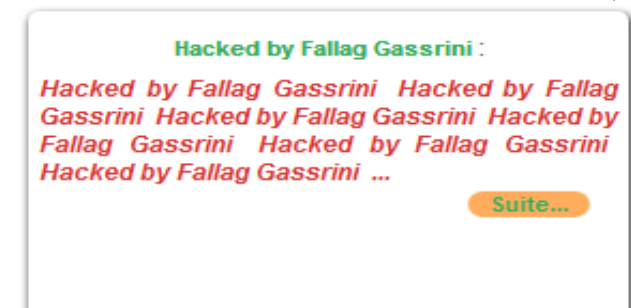 Hacked by Fallag Gassrini :
Hacked by Fallag Gassrini Hacked by Fallag
Gassrini Hacked by Fallag Gassrini Hacked by
Fallag Gassrini Hacked by Fallag Gassrini
Hacked by Fallag Gassrini ...
Suite...